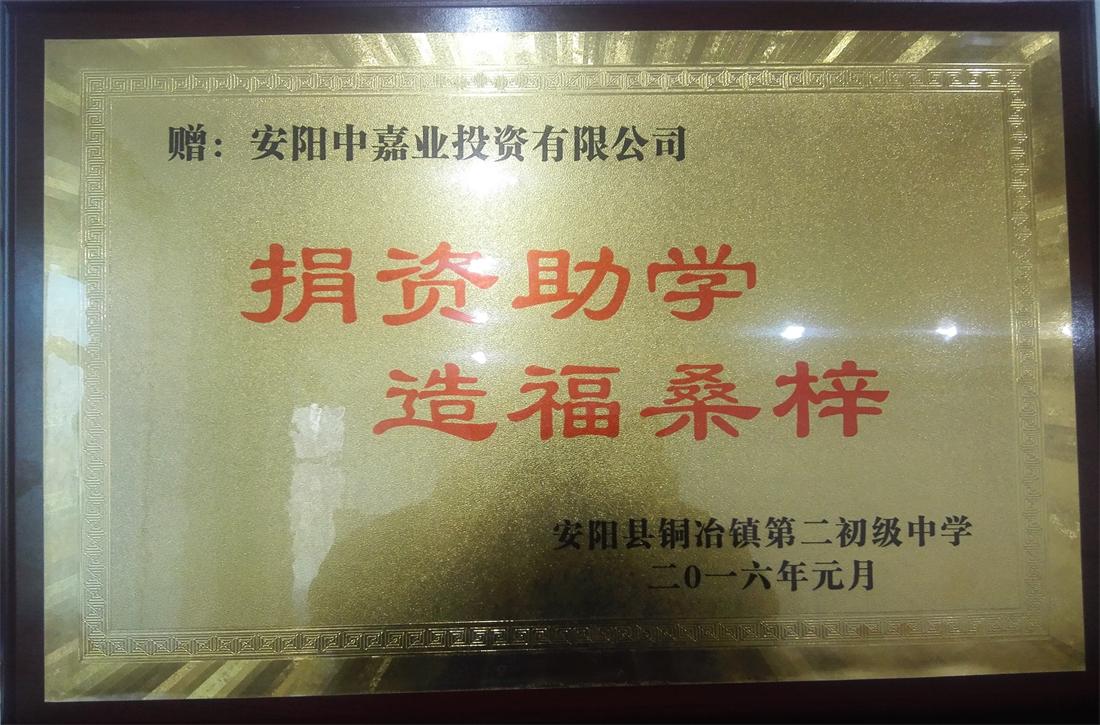 赠：安阳中嘉业投资有限公司
捐资助学
造福桑梓
安阳县铜冶镇第二初级中学
二0一六年元月